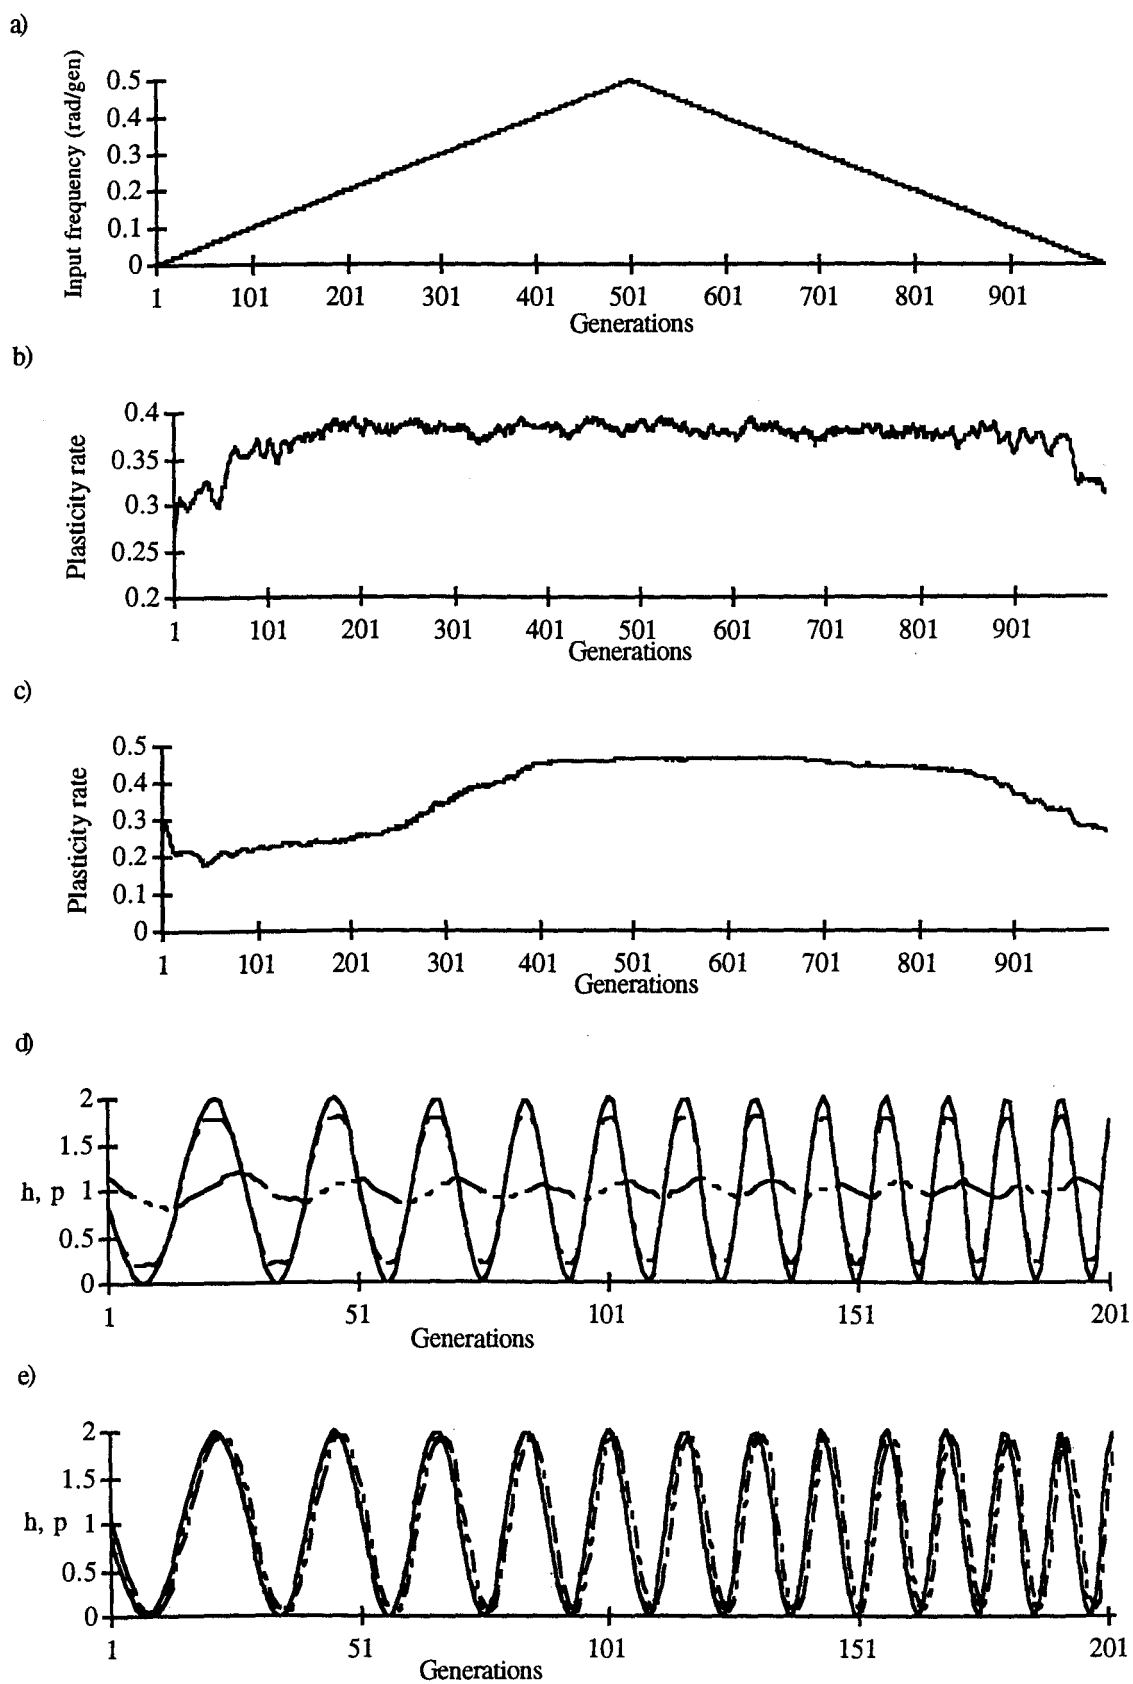 a)
Input frequency (rad/gen)
0.5
0.4
0.3
0.2
0.1
0
1 101 201 301 401 501 601 701 801 901
Generations
b)
Plasticity rate
0.4
0.35
0.3
0.25
0.2
1 101 201 301 401 501 601 701 801 901
Generations
c)
Plasticity rate
0.5
0.4
0.3
0.2
0.1
0
1 101 201 301 401 501 601 701 801 901
Generations
d)
h, p
2
1.5
1
0.5
0
1 51 101 151 201
Generations
e)
h, p
2
1.5
1
0.5
0
1 51 101 151 201
Generations